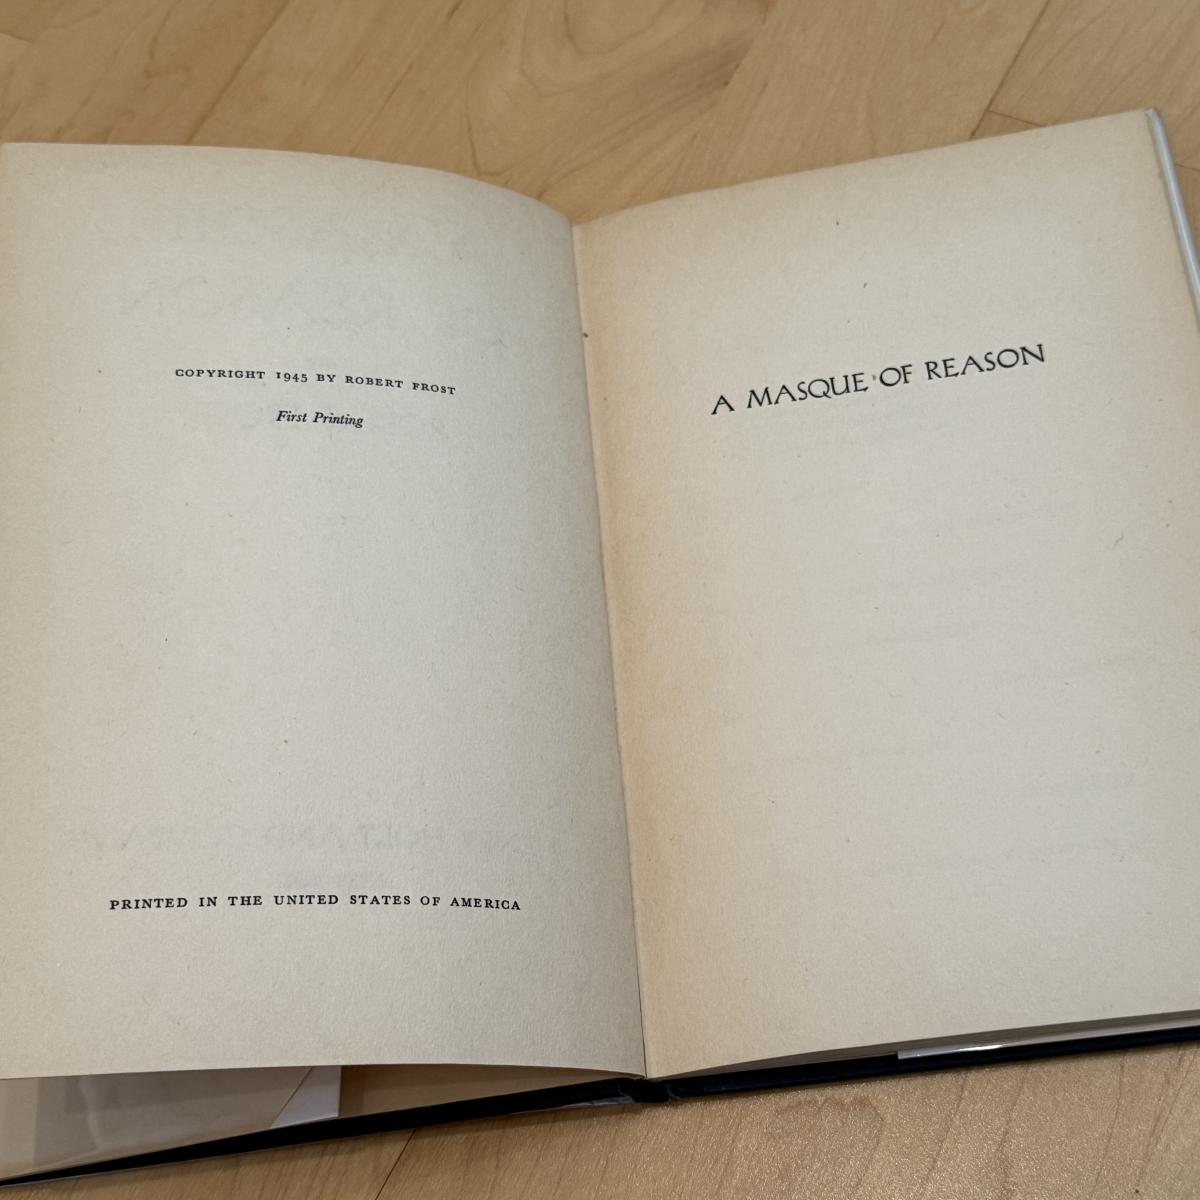 COPYRIGHT 1945 BY ROBERT FROST
First Printing
PRINTED IN THE UNITED STATES OF AMERICA
A MASQUE OF REASON